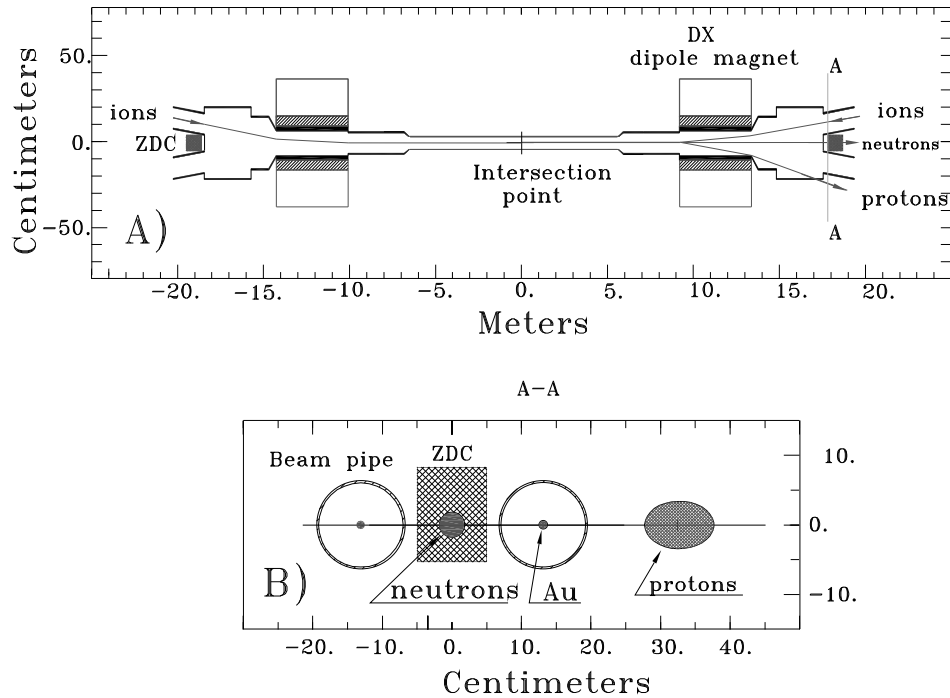 50.
0.
-50.
Centimeters
DX
dipole magnet
A
ions
ions
ZDC
neutrons
Intersection
point
protons
A)
A
-20. -15. -10. -5. 0. 5. 10. 15. 20.
Meters
A-A
Beam pipe
ZDC
10.
0.
-10.
B)
neutrons
Au
protons
-20. -10. 0. 10. 20. 30. 40.
Centimeters